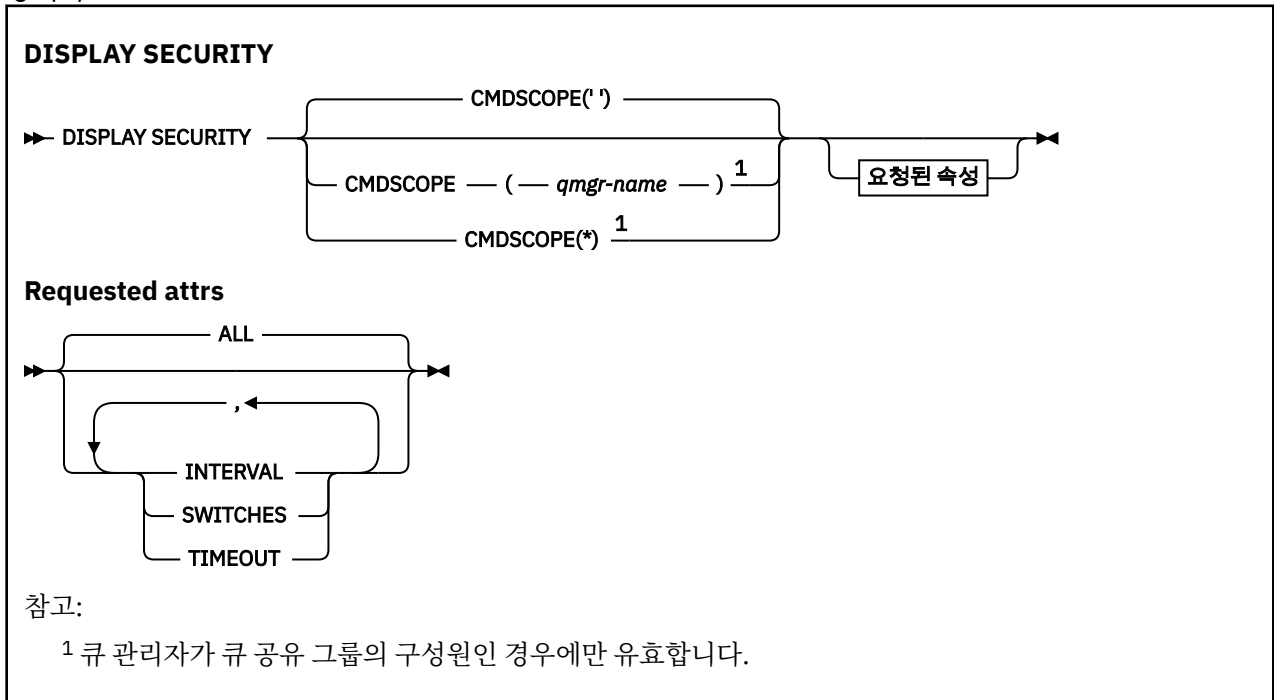 DISPLAY SECURITY
CMDSCOPE(' ')
DISPLAY SECURITY
CMDSCOPE ( qmgr-name ) 1
요청된 속성
CMDSCOPE(*) 1
Requested attrs
ALL
,
INTERVAL
SWITCHES
TIMEOUT
참고:
1 큐 관리자가 큐 공유 그룹의 구성원인 경우에만 유효합니다.